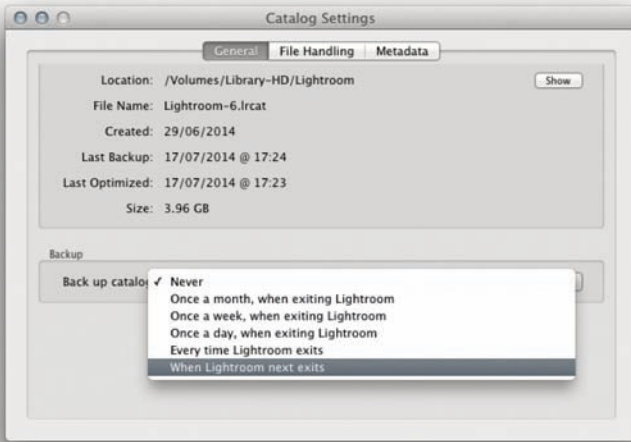 Catalog Settings
General File Handling Metadata
Location: /Volumes/Library-HD/Lightroom Show
File Name: Lightroom-6.lrcat
Created: 29/06/2014
Last Backup: 17/07/2014 @ 17:24
Last Optimized: 17/07/2014 @ 17:23
Size: 3.96 GB
Backup
Back up catalo ✓ Never
Once a month, when exiting Lightroom
Once a week, when exiting Lightroom
Once a day, when exiting Lightroom
Every time Lightroom exits
When Lightroom next exits